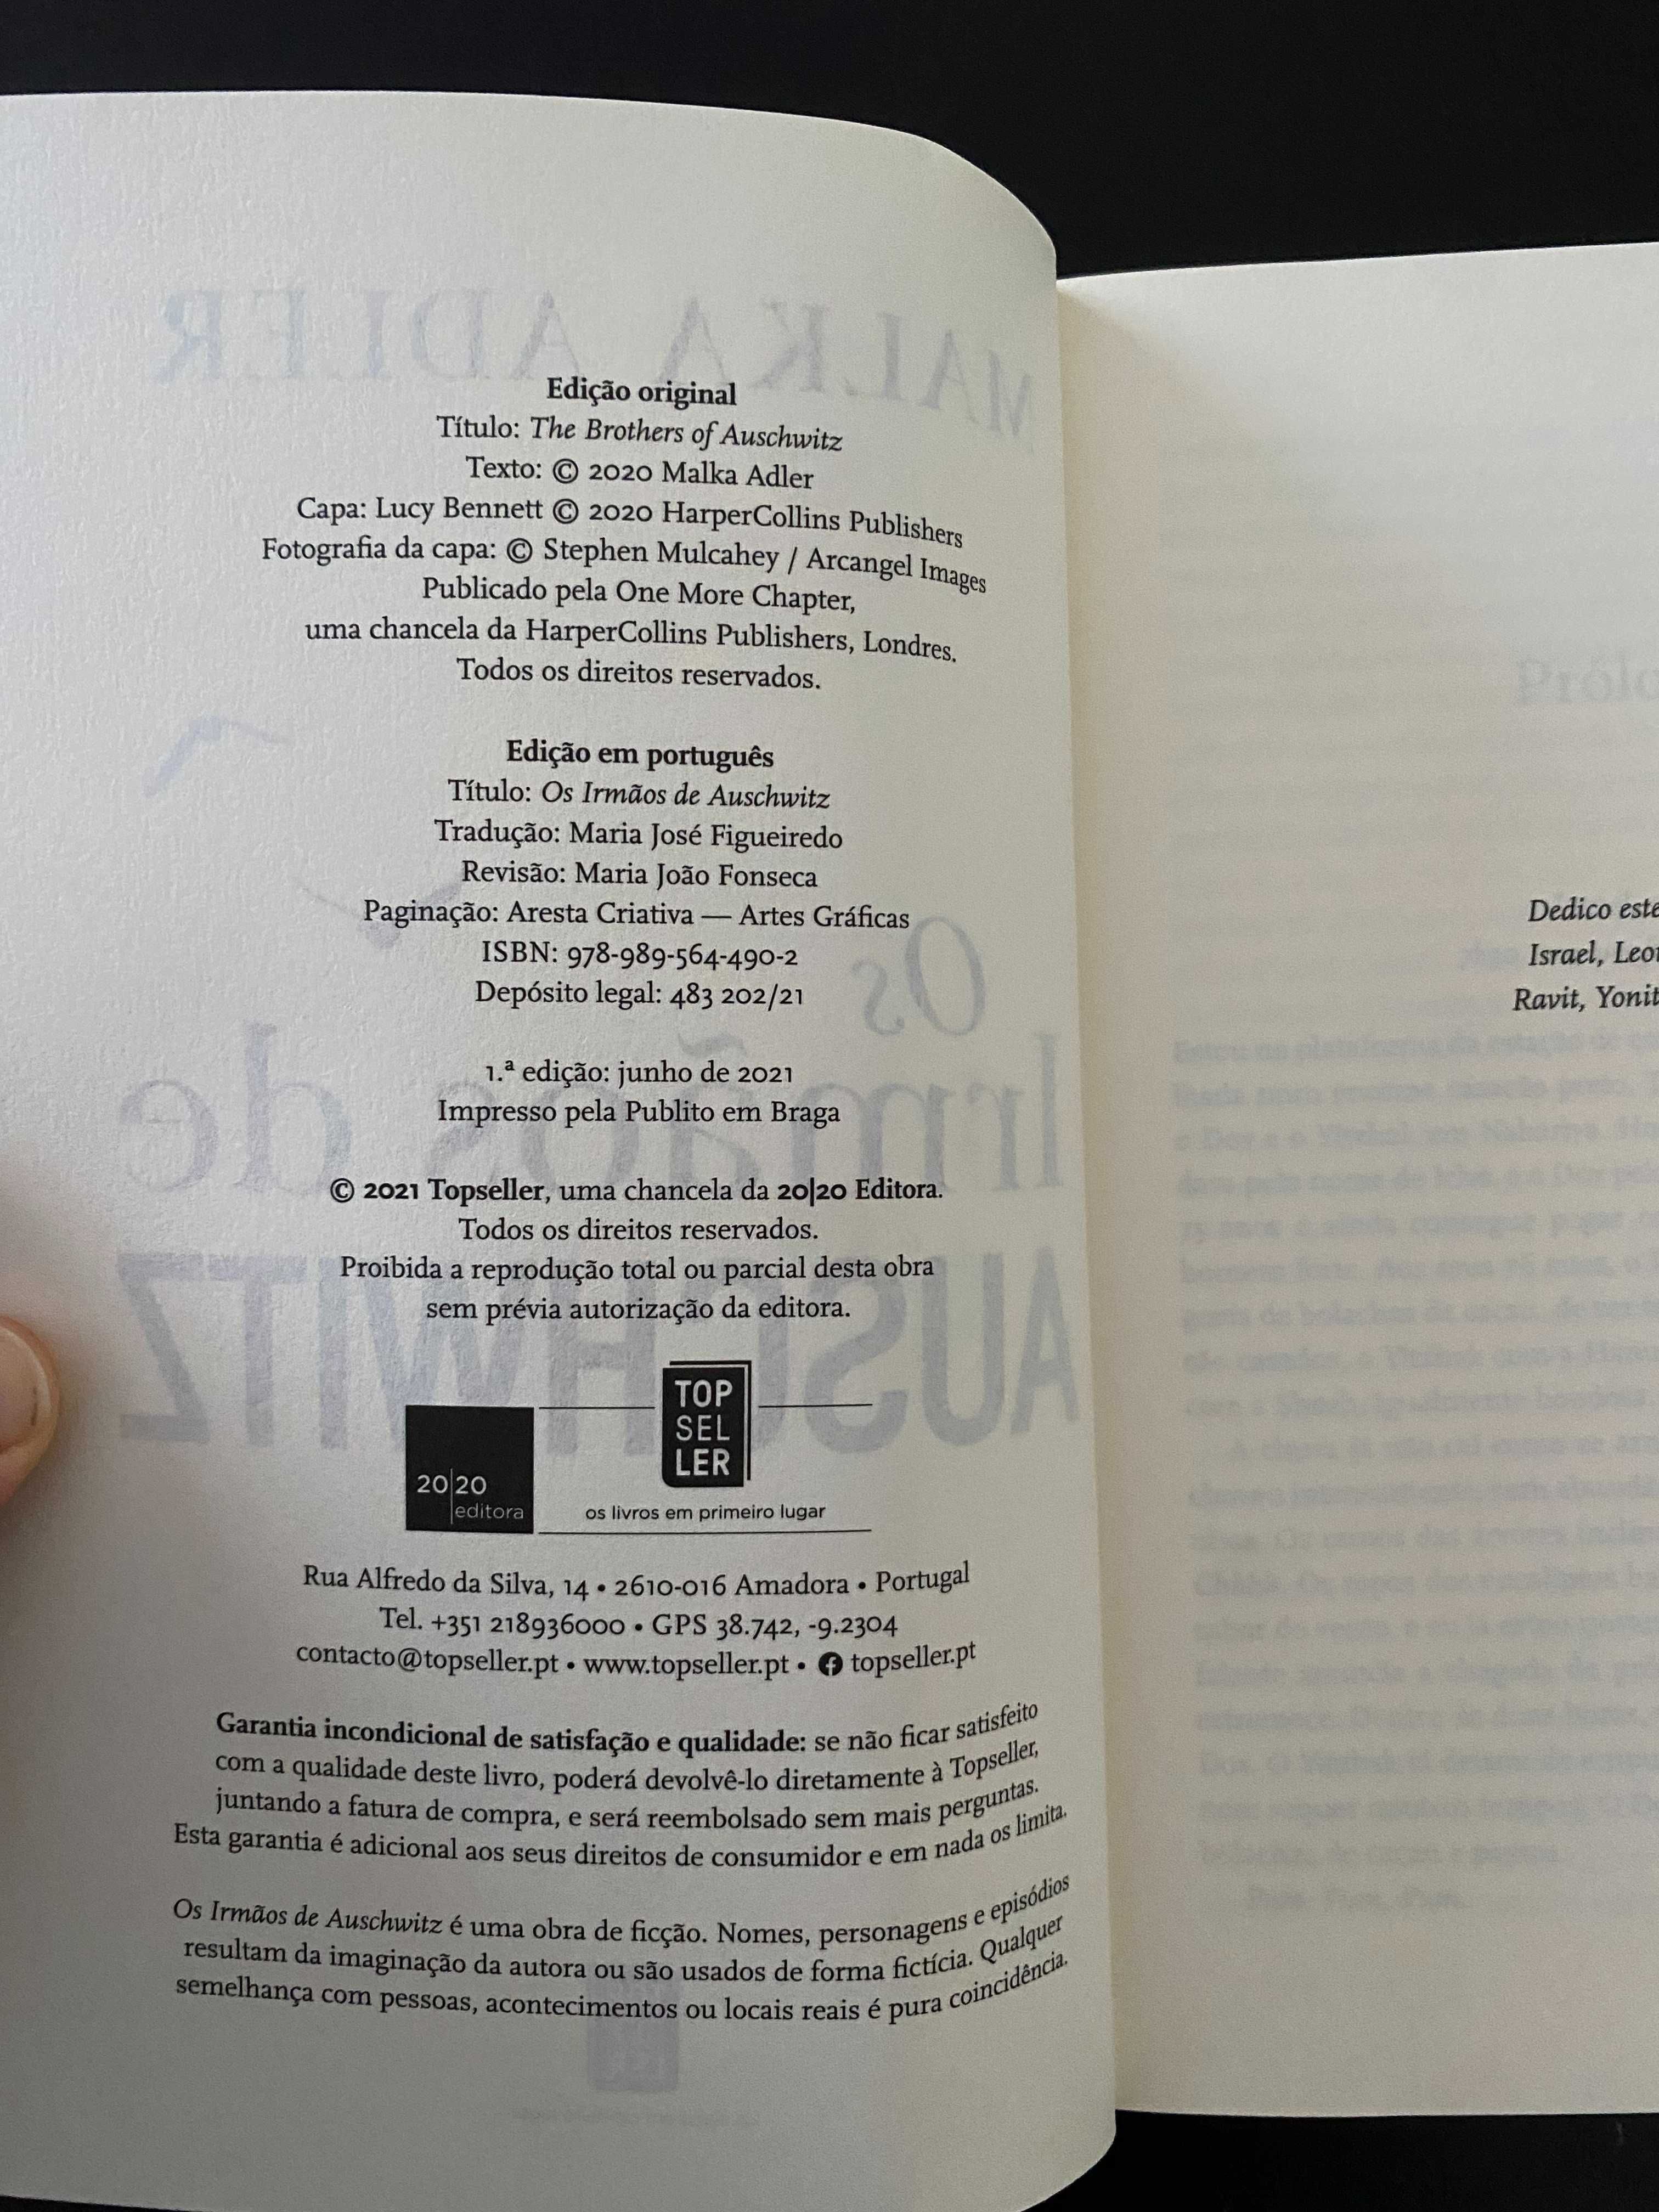 Edição original
Título: The Brothers of Auschwitz
Texto: © 2020 Malka Adler
Capa: Lucy Bennett © 2020 HarperCollins Publishers
Fotografia da capa: © Stephen Mulcahey / Arcangel Images
Publicado pela One More Chapter,
uma chancela da HarperCollins Publishers, Londres.
Todos os direitos reservados.
Edição em português
Título: Os Irmãos de Auschwitz
Tradução: Maria José Figueiredo
Revisão: Maria João Fonseca
Paginação: Aresta Criativa — Artes Gráficas
ISBN: 978-989-564-490-2
Depósito legal: 483 202/21
1.ª edição: junho de 2021
Impresso pela Publito em Braga
© 2021 Topseller, uma chancela da 20|20 Editora.
Todos os direitos reservados.
Proibida a reprodução total ou parcial desta obra
sem prévia autorização da editora.
20|20
editora
TOP
SEL
LER
os livros em primeiro lugar
Rua Alfredo da Silva, 14 • 2610-016 Amadora • Portugal
Tel. +351 218936000 • GPS 38.742, -9.2304
contacto@topseller.pt • www.topseller.pt • topseller.pt
Garantia incondicional de satisfação e qualidade: se não ficar satisfeito
com a qualidade deste livro, poderá devolvê-lo diretamente à Topseller,
juntando a fatura de compra, e será reembolsado sem mais perguntas.
Esta garantia é adicional aos seus direitos de consumidor e em nada os limita.
Os Irmãos de Auschwitz é uma obra de ficção. Nomes, personagens e episódios
resultam da imaginação da autora ou são usados de forma fictícia. Qualquer
semelhança com pessoas, acontecimentos ou locais reais é pura coincidência.
Dedico este
Israel,
Ravit,